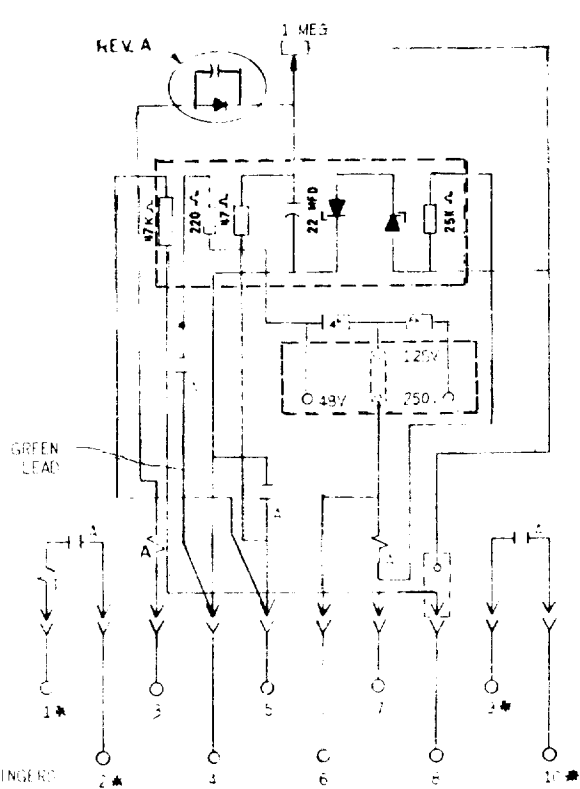 1 MEG
REV. A
47K Ω
220 Ω
47 Ω
22 MFD
25K Ω
125V
48V
250
GREEN
LEAD
A
A
A
A
A
1*
3
5
7
9*
INGERS
2*
4
6
8
10*